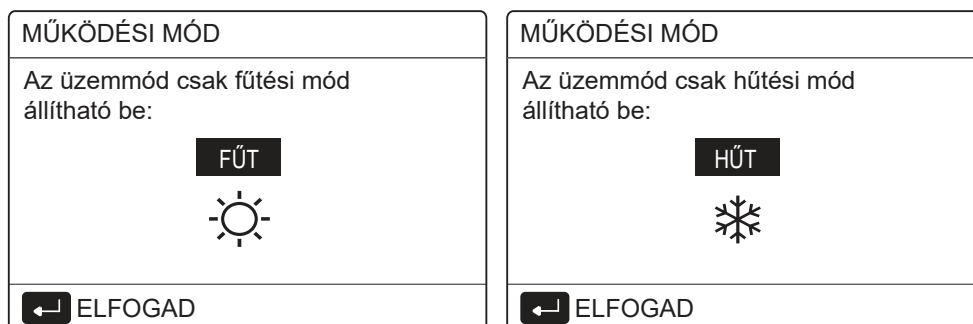 MŰKÖDÉSI MÓD
Az üzemmód csak fűtési mód
állítható be:
FŰT
ELFOGAD
MŰKÖDÉSI MÓD
Az üzemmód csak hűtési mód
állítható be:
HŰT
ELFOGAD